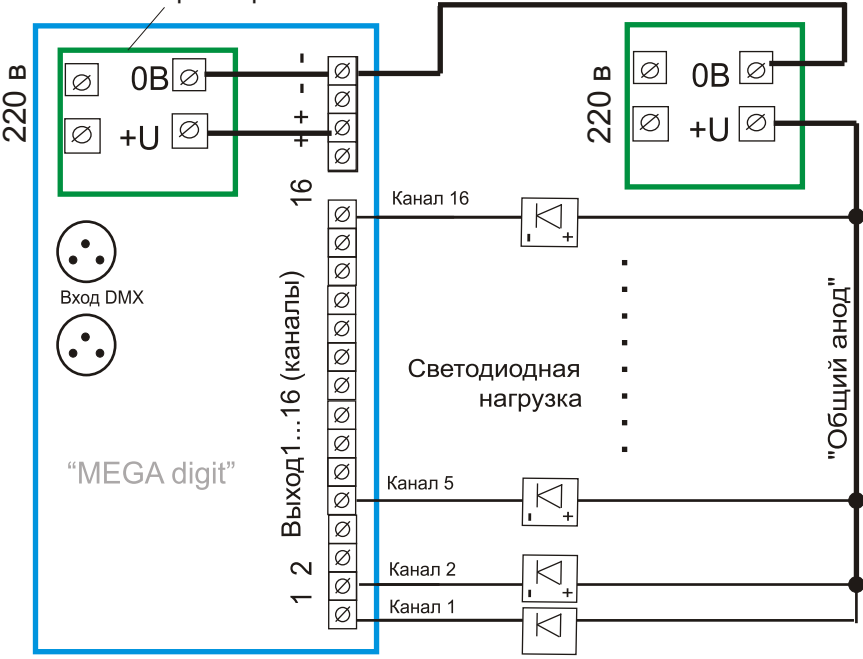 220 в
0В
+U
- - + +
220 в
0В
+U
16
Канал 16
Вход DMX
Выход1...16 (каналы)
Светодиодная
нагрузка
"Общий анод"
“MEGA digit”
Канал 5
1 2
Канал 2
Канал 1
- +
- +
- +